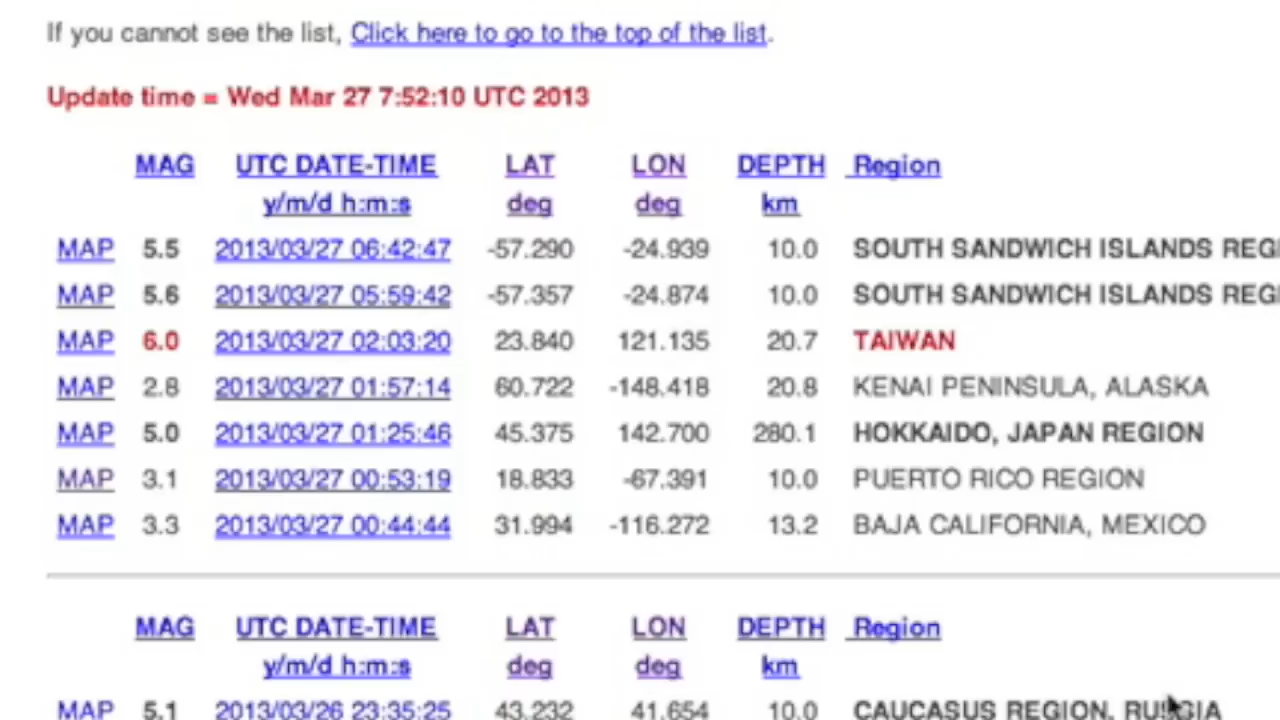 If you cannot see the list, Click here to go to the top of the list.
Update time = Wed Mar 27 7:52:10 UTC 2013
MAG UTC DATE-TIME LAT LON DEPTH Region
y/m/d h:m:s deg deg km
MAP 5.5 2013/03/27 06:42:47 -57.290 -24.939 10.0 SOUTH SANDWICH ISLANDS REGI
MAP 5.6 2013/03/27 05:59:42 -57.357 -24.874 10.0 SOUTH SANDWICH ISLANDS REGI
MAP 6.0 2013/03/27 02:03:20 23.840 121.135 20.7 TAIWAN
MAP 2.8 2013/03/27 01:57:14 60.722 -148.418 20.8 KENAI PENINSULA, ALASKA
MAP 5.0 2013/03/27 01:25:46 45.375 142.700 280.1 HOKKAIDO, JAPAN REGION
MAP 3.1 2013/03/27 00:53:19 18.833 -67.391 10.0 PUERTO RICO REGION
MAP 3.3 2013/03/27 00:44:44 31.994 -116.272 13.2 BAJA CALIFORNIA, MEXICO
MAG UTC DATE-TIME LAT LON DEPTH Region
y/m/d h:m:s deg deg km
MAP 5.1 2013/03/26 23:35:25 43.232 41.654 10.0 CAUCASUS REGION, RUSSIA